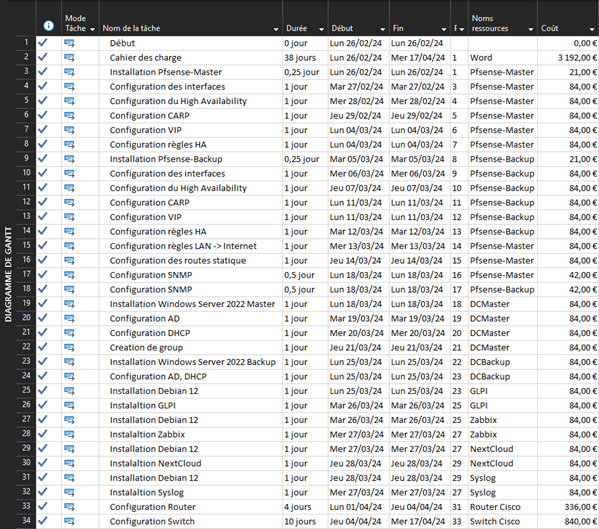 Mode Tâche Nom de la tâche Durée Début Fin F Noms ressources Coût
1 Début 0 jour Lun 26/02/24 Lun 26/02/24 0,00 €
2 Cahier des charge 38 jours Lun 26/02/24 Mer 17/04/24 1 Word 3 192,00 €
3 Installation Pfsense-Master 0,25 jour Lun 26/02/24 Lun 26/02/24 1 Pfsense-Master 21,00 €
4 Configuration des interfaces 1 jour Mar 27/02/24 Mar 27/02/24 3 Pfsense-Master 84,00 €
5 Configuration du High Availability 1 jour Mer 28/02/24 Mer 28/02/24 4 Pfsense-Master 84,00 €
6 Configuration CARP 1 jour Jeu 29/02/24 Jeu 29/02/24 5 Pfsense-Master 84,00 €
7 Configuration VIP 1 jour Lun 04/03/24 Lun 04/03/24 6 Pfsense-Master 84,00 €
8 Configuration règles HA 1 jour Lun 04/03/24 Lun 04/03/24 7 Pfsense-Master 84,00 €
9 Installation Pfsense-Backup 0,25 jour Mar 05/03/24 Mar 05/03/24 8 Pfsense-Backup 21,00 €
10 Configuration des interfaces 1 jour Mer 06/03/24 Mer 06/03/24 9 Pfsense-Backup 84,00 €
11 Configuration du High Availability 1 jour Jeu 07/03/24 Jeu 07/03/24 10 Pfsense-Backup 84,00 €
12 Configuration CARP 1 jour Lun 11/03/24 Lun 11/03/24 11 Pfsense-Backup 84,00 €
13 Configuration VIP 1 jour Lun 11/03/24 Lun 11/03/24 12 Pfsense-Backup 84,00 €
14 Configuration règles HA 1 jour Mar 12/03/24 Mar 12/03/24 13 Pfsense-Backup 84,00 €
15 Configuration règles LAN -> Internet 1 jour Mer 13/03/24 Mer 13/03/24 14 Pfsense-Master 84,00 €
16 Configuration des routes statique 1 jour Jeu 14/03/24 Jeu 14/03/24 15 Pfsense-Master 84,00 €
17 Configuration SNMP 0,5 jour Lun 18/03/24 Lun 18/03/24 16 Pfsense-Master 42,00 €
18 Configuration SNMP 0,5 jour Lun 18/03/24 Lun 18/03/24 17 Pfsense-Backup 42,00 €
19 Installation Windows Server 2022 Master 1 jour Lun 18/03/24 Lun 18/03/24 18 DCMaster 84,00 €
20 Configuration AD 1 jour Mar 19/03/24 Mar 19/03/24 19 DCMaster 84,00 €
21 Configuration DHCP 1 jour Mer 20/03/24 Mer 20/03/24 20 DCMaster 84,00 €
22 Creation de group 1 jour Jeu 21/03/24 Jeu 21/03/24 21 DCMaster 84,00 €
23 Installation Windows Server 2022 Backup 1 jour Lun 25/03/24 Lun 25/03/24 22 DCBackup 84,00 €
24 Configuration AD, DHCP 1 jour Lun 25/03/24 Lun 25/03/24 23 DCBackup 84,00 €
25 Installation Debian 12 1 jour Lun 25/03/24 Lun 25/03/24 23 GLPI 84,00 €
26 Instalaltion GLPI 1 jour Mar 26/03/24 Mar 26/03/24 25 GLPI 84,00 €
27 Installation Debian 12 1 jour Mar 26/03/24 Mar 26/03/24 25 Zabbix 84,00 €
28 Instalaltion Zabbix 1 jour Mer 27/03/24 Mer 27/03/24 27 Zabbix 84,00 €
29 Installation Debian 12 1 jour Mer 27/03/24 Mer 27/03/24 27 NextCloud 84,00 €
30 Instalaltion NextCloud 1 jour Jeu 28/03/24 Jeu 28/03/24 29 NextCloud 84,00 €
31 Installation Debian 12 1 jour Jeu 28/03/24 Jeu 28/03/24 29 Syslog 84,00 €
32 Instalaltion Syslog 1 jour Mer 27/03/24 Mer 27/03/24 27 Syslog 84,00 €
33 Configuration Router 4 jours Lun 01/04/24 Jeu 04/04/24 31 Router Cisco 336,00 €
34 Configuration Switch 10 jours Jeu 04/04/24 Mer 17/04/24 33 Switch Cisco 840,00 €
DIAGRAMME DE GANTT